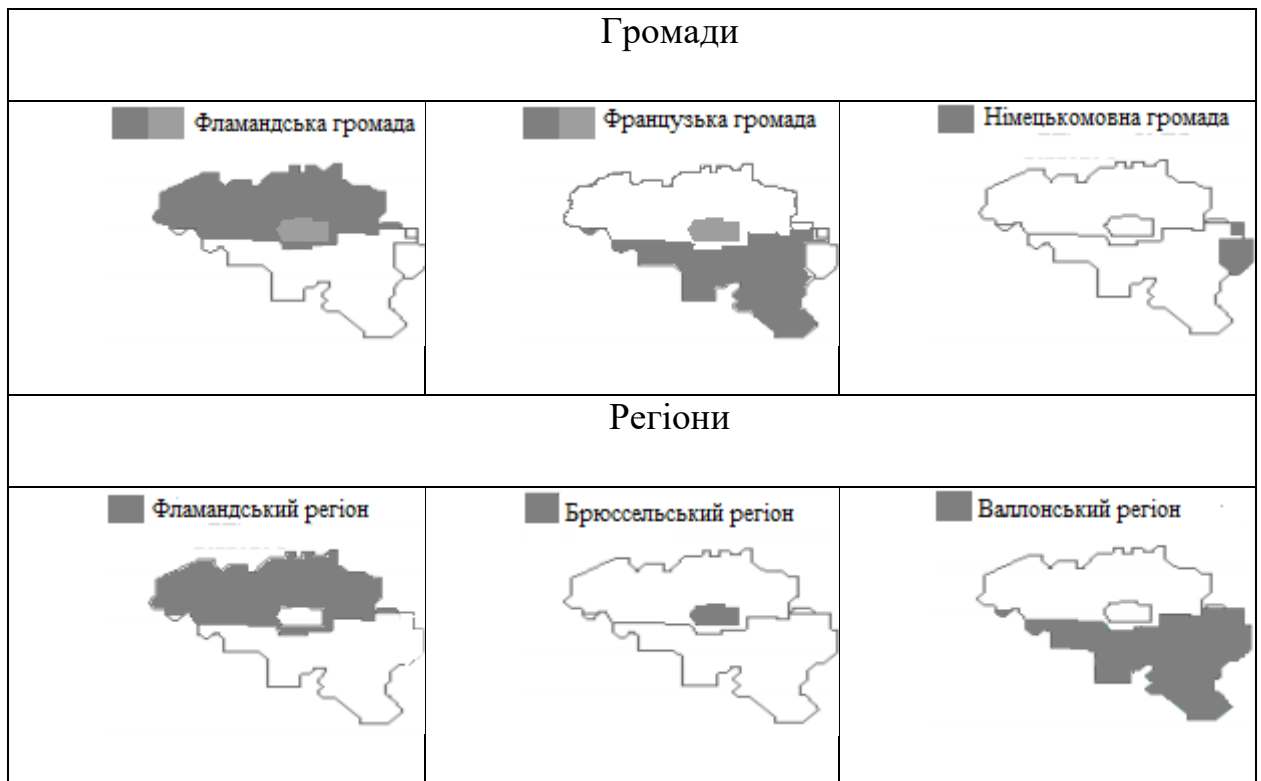 Громади
Фламандська громада
Французька громада
Німецькомовна громада
Регіони
Фламандський регіон
Брюссельський регіон
Валлонський регіон